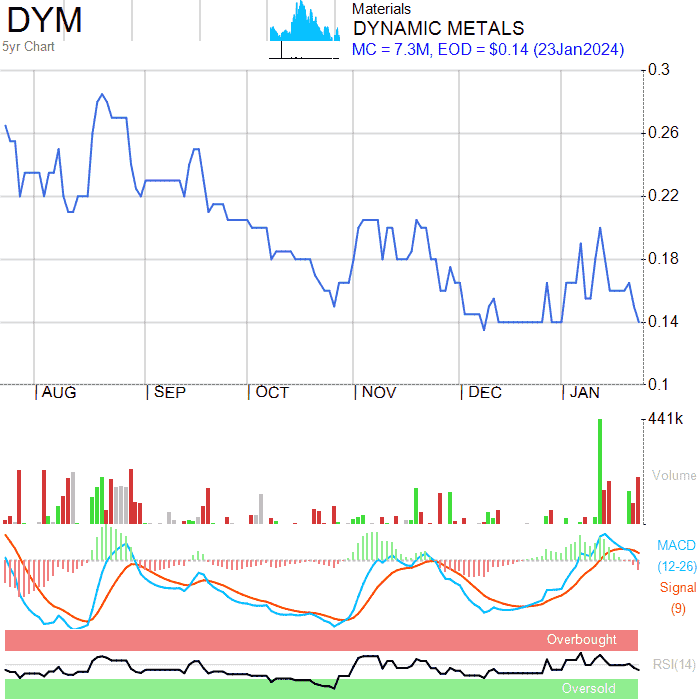 DYM
5yr Chart
Materials
DYNAMIC METALS
MC = 7.3M, EOD = $0.14 (23Jan2024)
0.3
0.26
0.22
0.18
0.14
0.1
AUG SEP OCT NOV DEC JAN
441k
Volume
MACD
(12-26)
Signal
(9)
Overbought
RSI(14)
Oversold